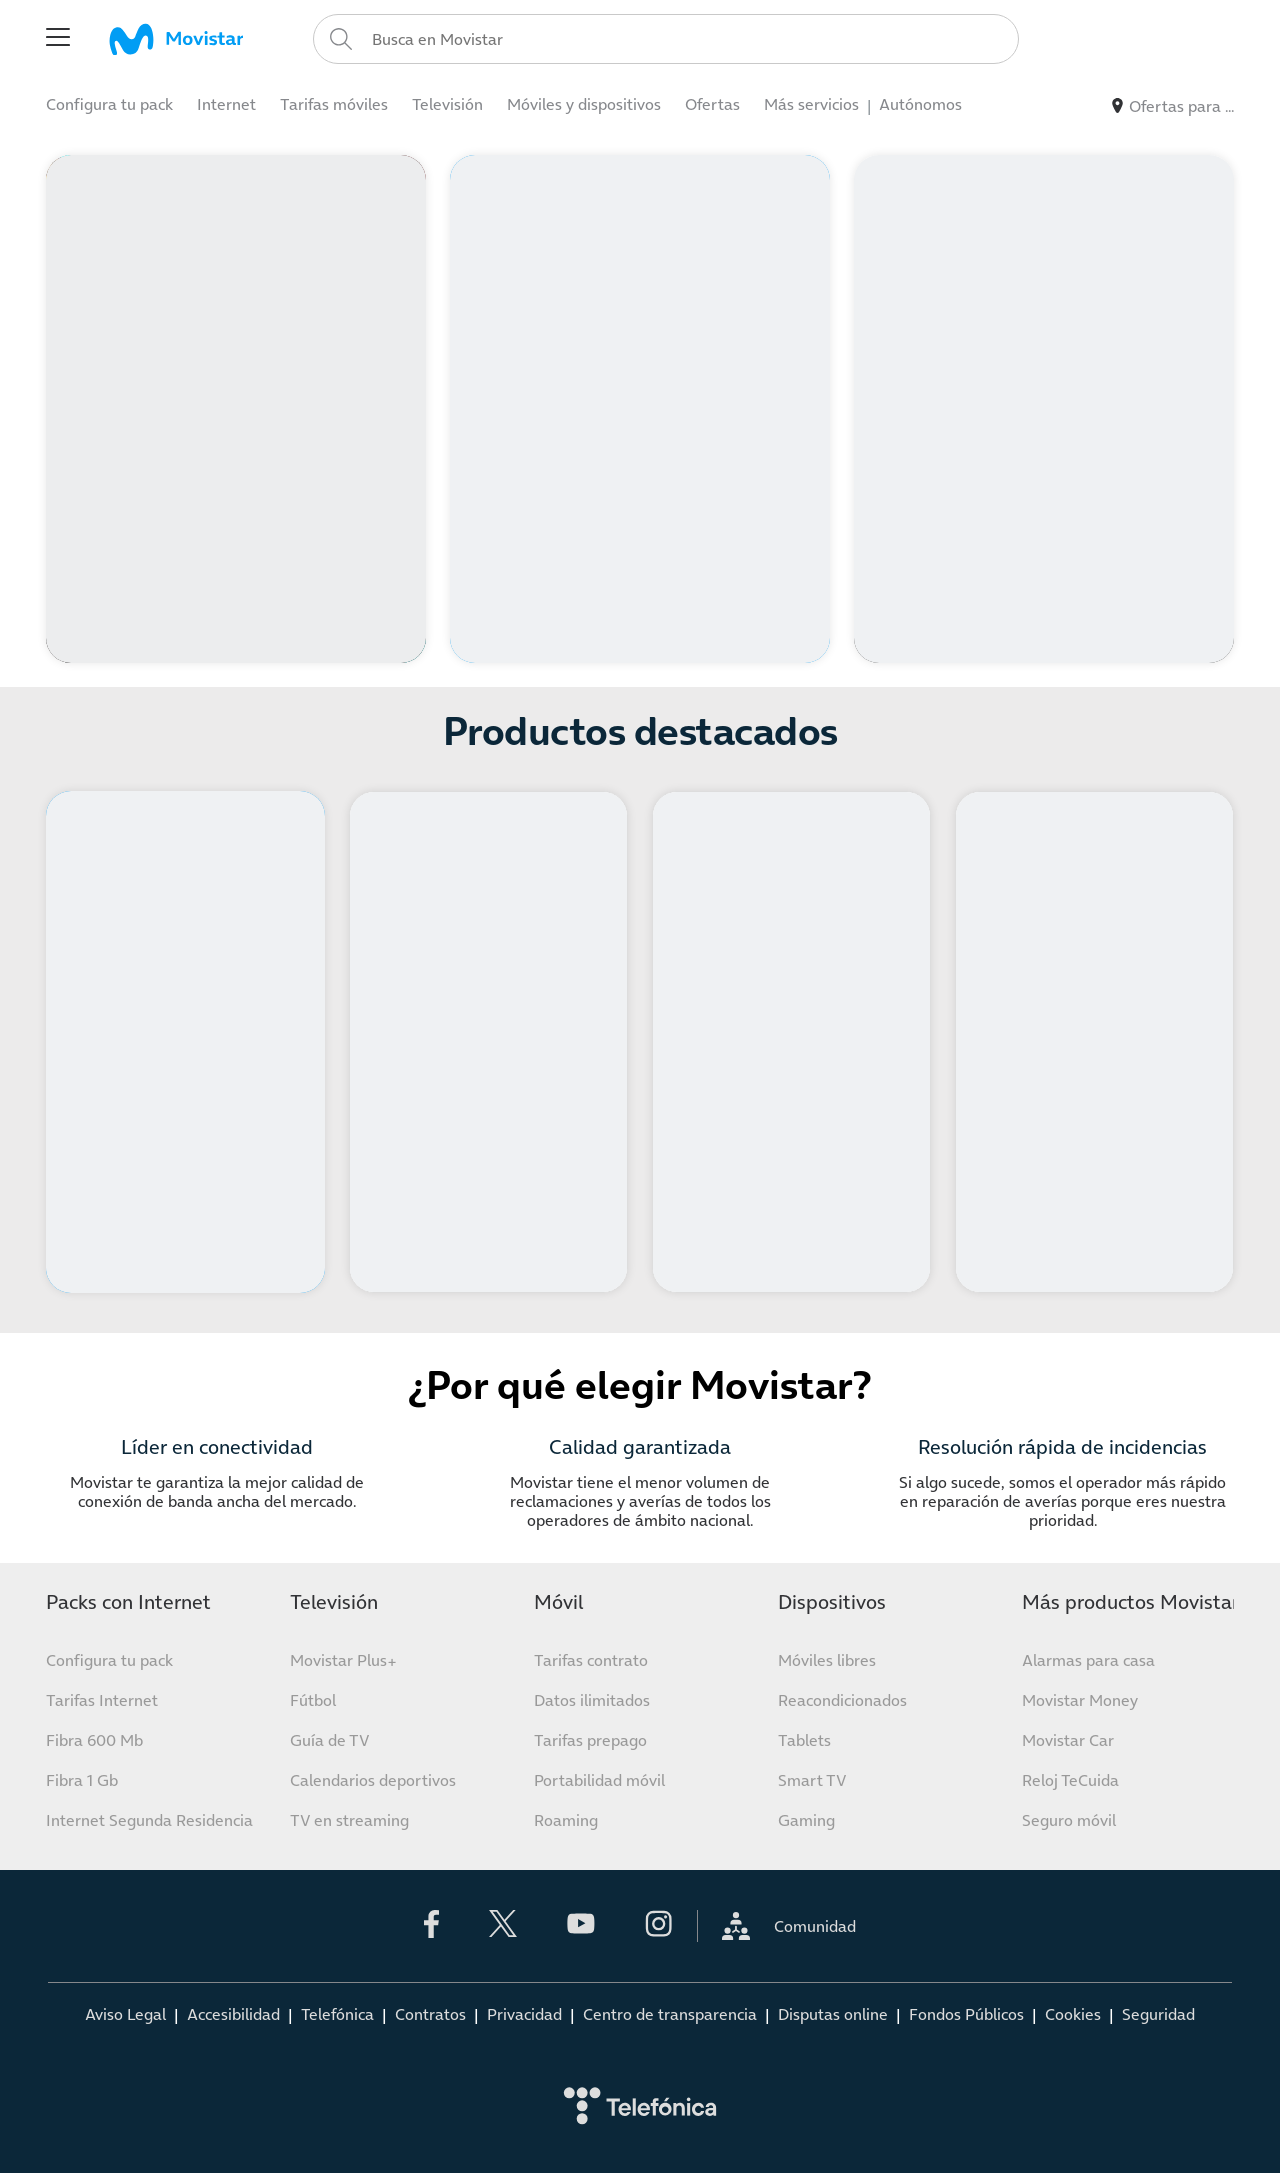 Movistar
Busca en Movistar
Configura tu pack Internet Tarifas móviles Televisión Móviles y dispositivos Ofertas Más servicios | Autónomos
Ofertas para ...
Productos destacados
¿Por qué elegir Movistar?
Líder en conectividad
Movistar te garantiza la mejor calidad de
conexión de banda ancha del mercado.
Calidad garantizada
Movistar tiene el menor volumen de
reclamaciones y averías de todos los
operadores de ámbito nacional.
Resolución rápida de incidencias
Si algo sucede, somos el operador más rápido
en reparación de averías porque eres nuestra
prioridad.
Packs con Internet
Configura tu pack
Tarifas Internet
Fibra 600 Mb
Fibra 1 Gb
Internet Segunda Residencia
Televisión
Movistar Plus+
Fútbol
Guía de TV
Calendarios deportivos
TV en streaming
Móvil
Tarifas contrato
Datos ilimitados
Tarifas prepago
Portabilidad móvil
Roaming
Dispositivos
Móviles libres
Reacondicionados
Tablets
Smart TV
Gaming
Más productos Movistar
Alarmas para casa
Movistar Money
Movistar Car
Reloj TeCuida
Seguro móvil
Comunidad
Aviso Legal | Accesibilidad | Telefónica | Contratos | Privacidad | Centro de transparencia | Disputas online | Fondos Públicos | Cookies | Seguridad
Telefónica